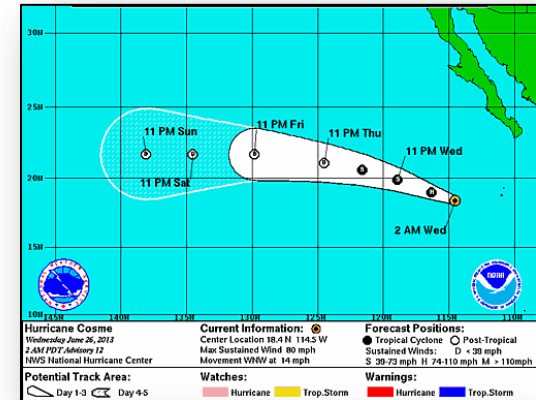 30N
25N
20N
15N
10N
145W 140W 135W 130W 125W 120W 115W 110W
11 PM Sun
11 PM Sat
11 PM Fri
11 PM Thu
11 PM Wed
2 AM Wed
D D D D S S H
NOAA
Hurricane Cosme
Wednesday June 26, 2013
2 AM PDT Advisory 12
NWS National Hurricane Center
Current Information:
Center Location 18.4 N 114.5 W
Max Sustained Wind 80 mph
Movement WNW at 14 mph
Forecast Positions:
Tropical Cyclone Post-Tropical
Sustained Winds: D < 39 mph
S 39-73 mph H 74-110 mph M > 110mph
Potential Track Area:
Day 1-3 Day 4-5
Watches:
Hurricane Trop.Storm
Warnings:
Hurricane Trop.Storm